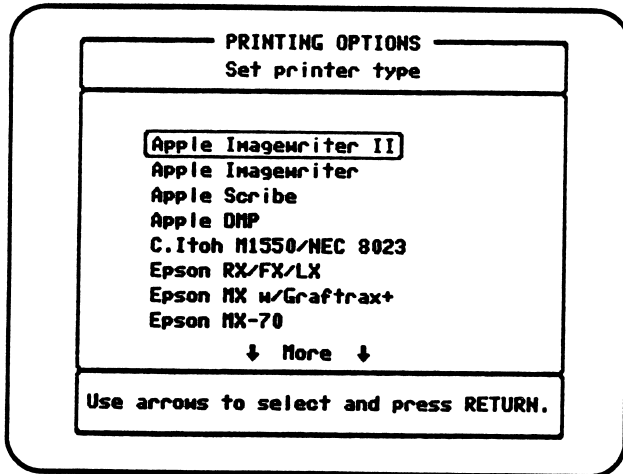 PRINTING OPTIONS
Set printer type
Apple Imagewriter II
Apple Imagewriter
Apple Scribe
Apple DMP
C.Itoh M1550/NEC 8023
Epson RX/FX/LX
Epson MX w/Graftrax+
Epson MX-70
↓ More ↓
Use arrows to select and press RETURN.